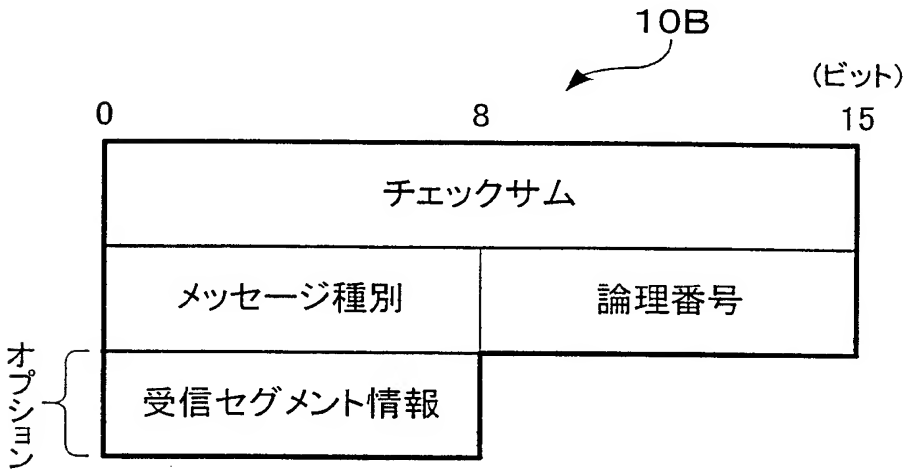 10B
(ビット)
0 8 15
チェックサム
メッセージ種別 論理番号
オプション
受信セグメント情報